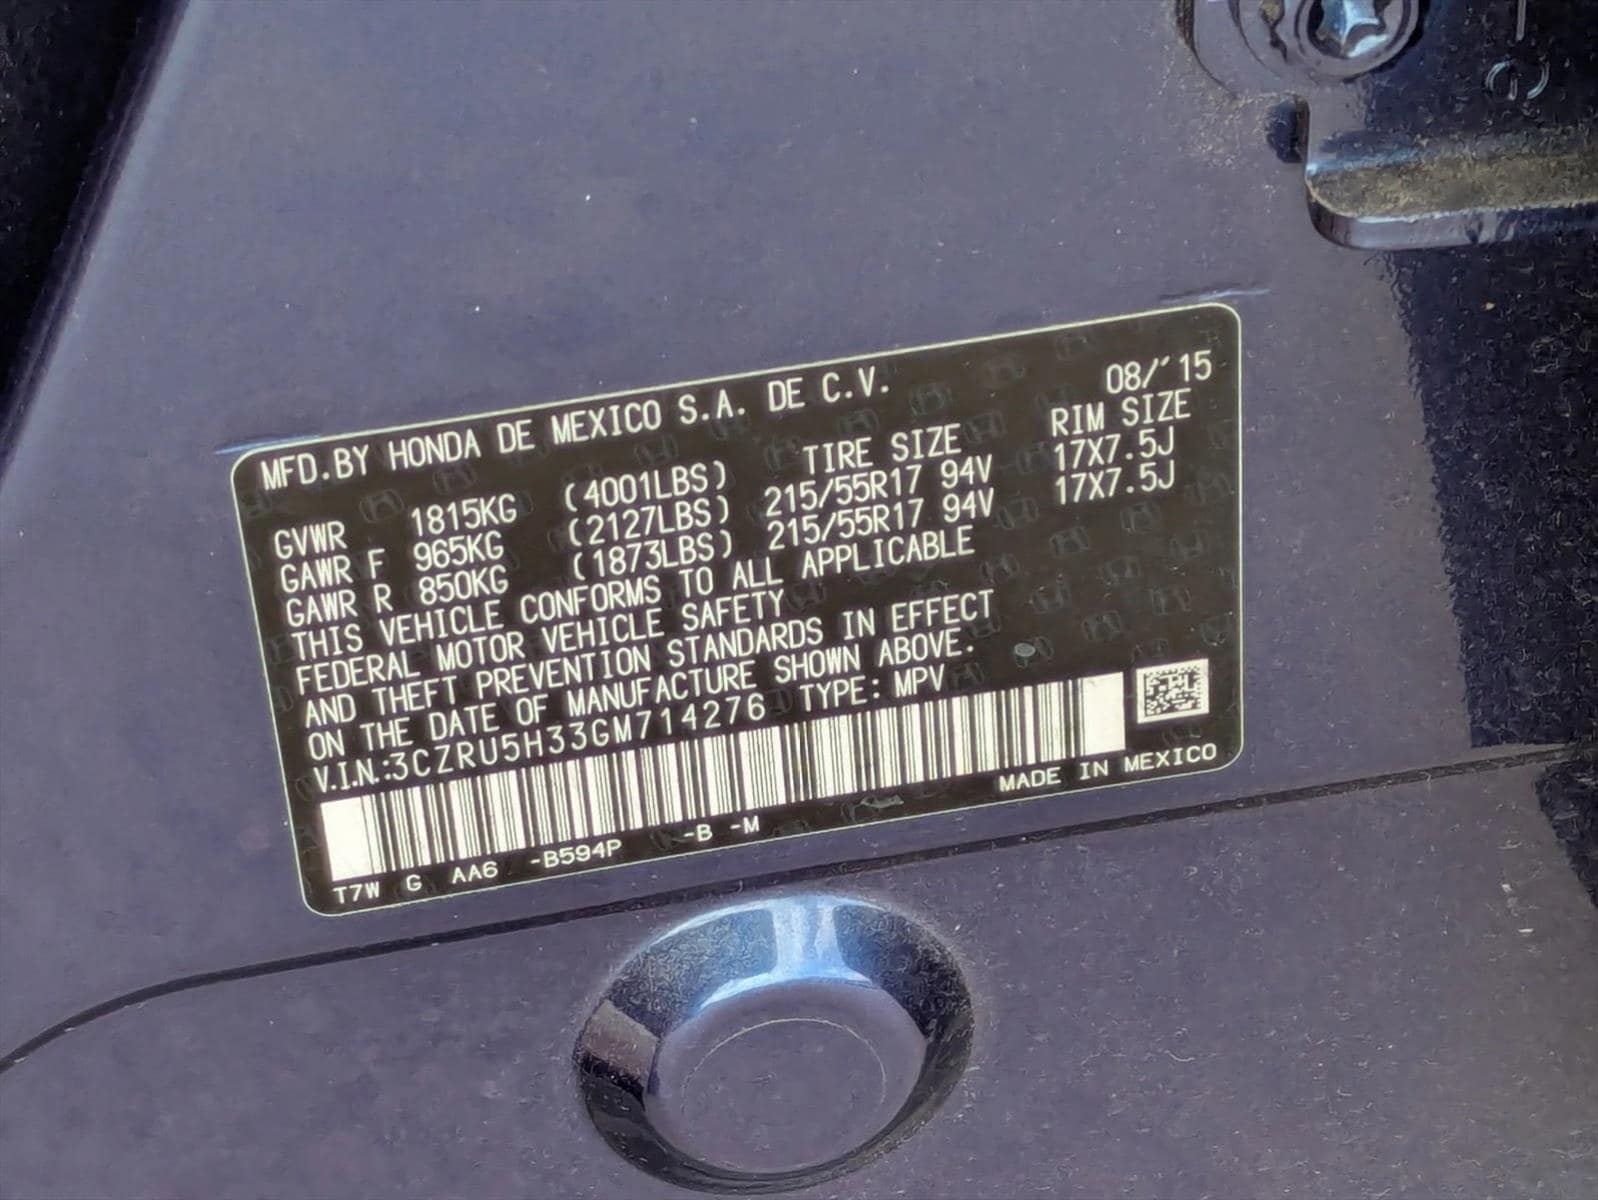 MFD.BY HONDA DE MEXICO S.A. DE C.V. 08/'15
TIRE SIZE RIM SIZE
GVWR 1815KG (4001LBS)
GAWR F 965KG (2127LBS) 215/55R17 94V 17X7.5J
GAWR R 850KG (1873LBS) 215/55R17 94V 17X7.5J
THIS VEHICLE CONFORMS TO ALL APPLICABLE
FEDERAL MOTOR VEHICLE SAFETY
AND THEFT PREVENTION STANDARDS IN EFFECT
ON THE DATE OF MANUFACTURE SHOWN ABOVE.
V.I.N.:3CZRU5H33GM714276 TYPE: MPV
T7W G AA6 -B594P -B -M MADE IN MEXICO